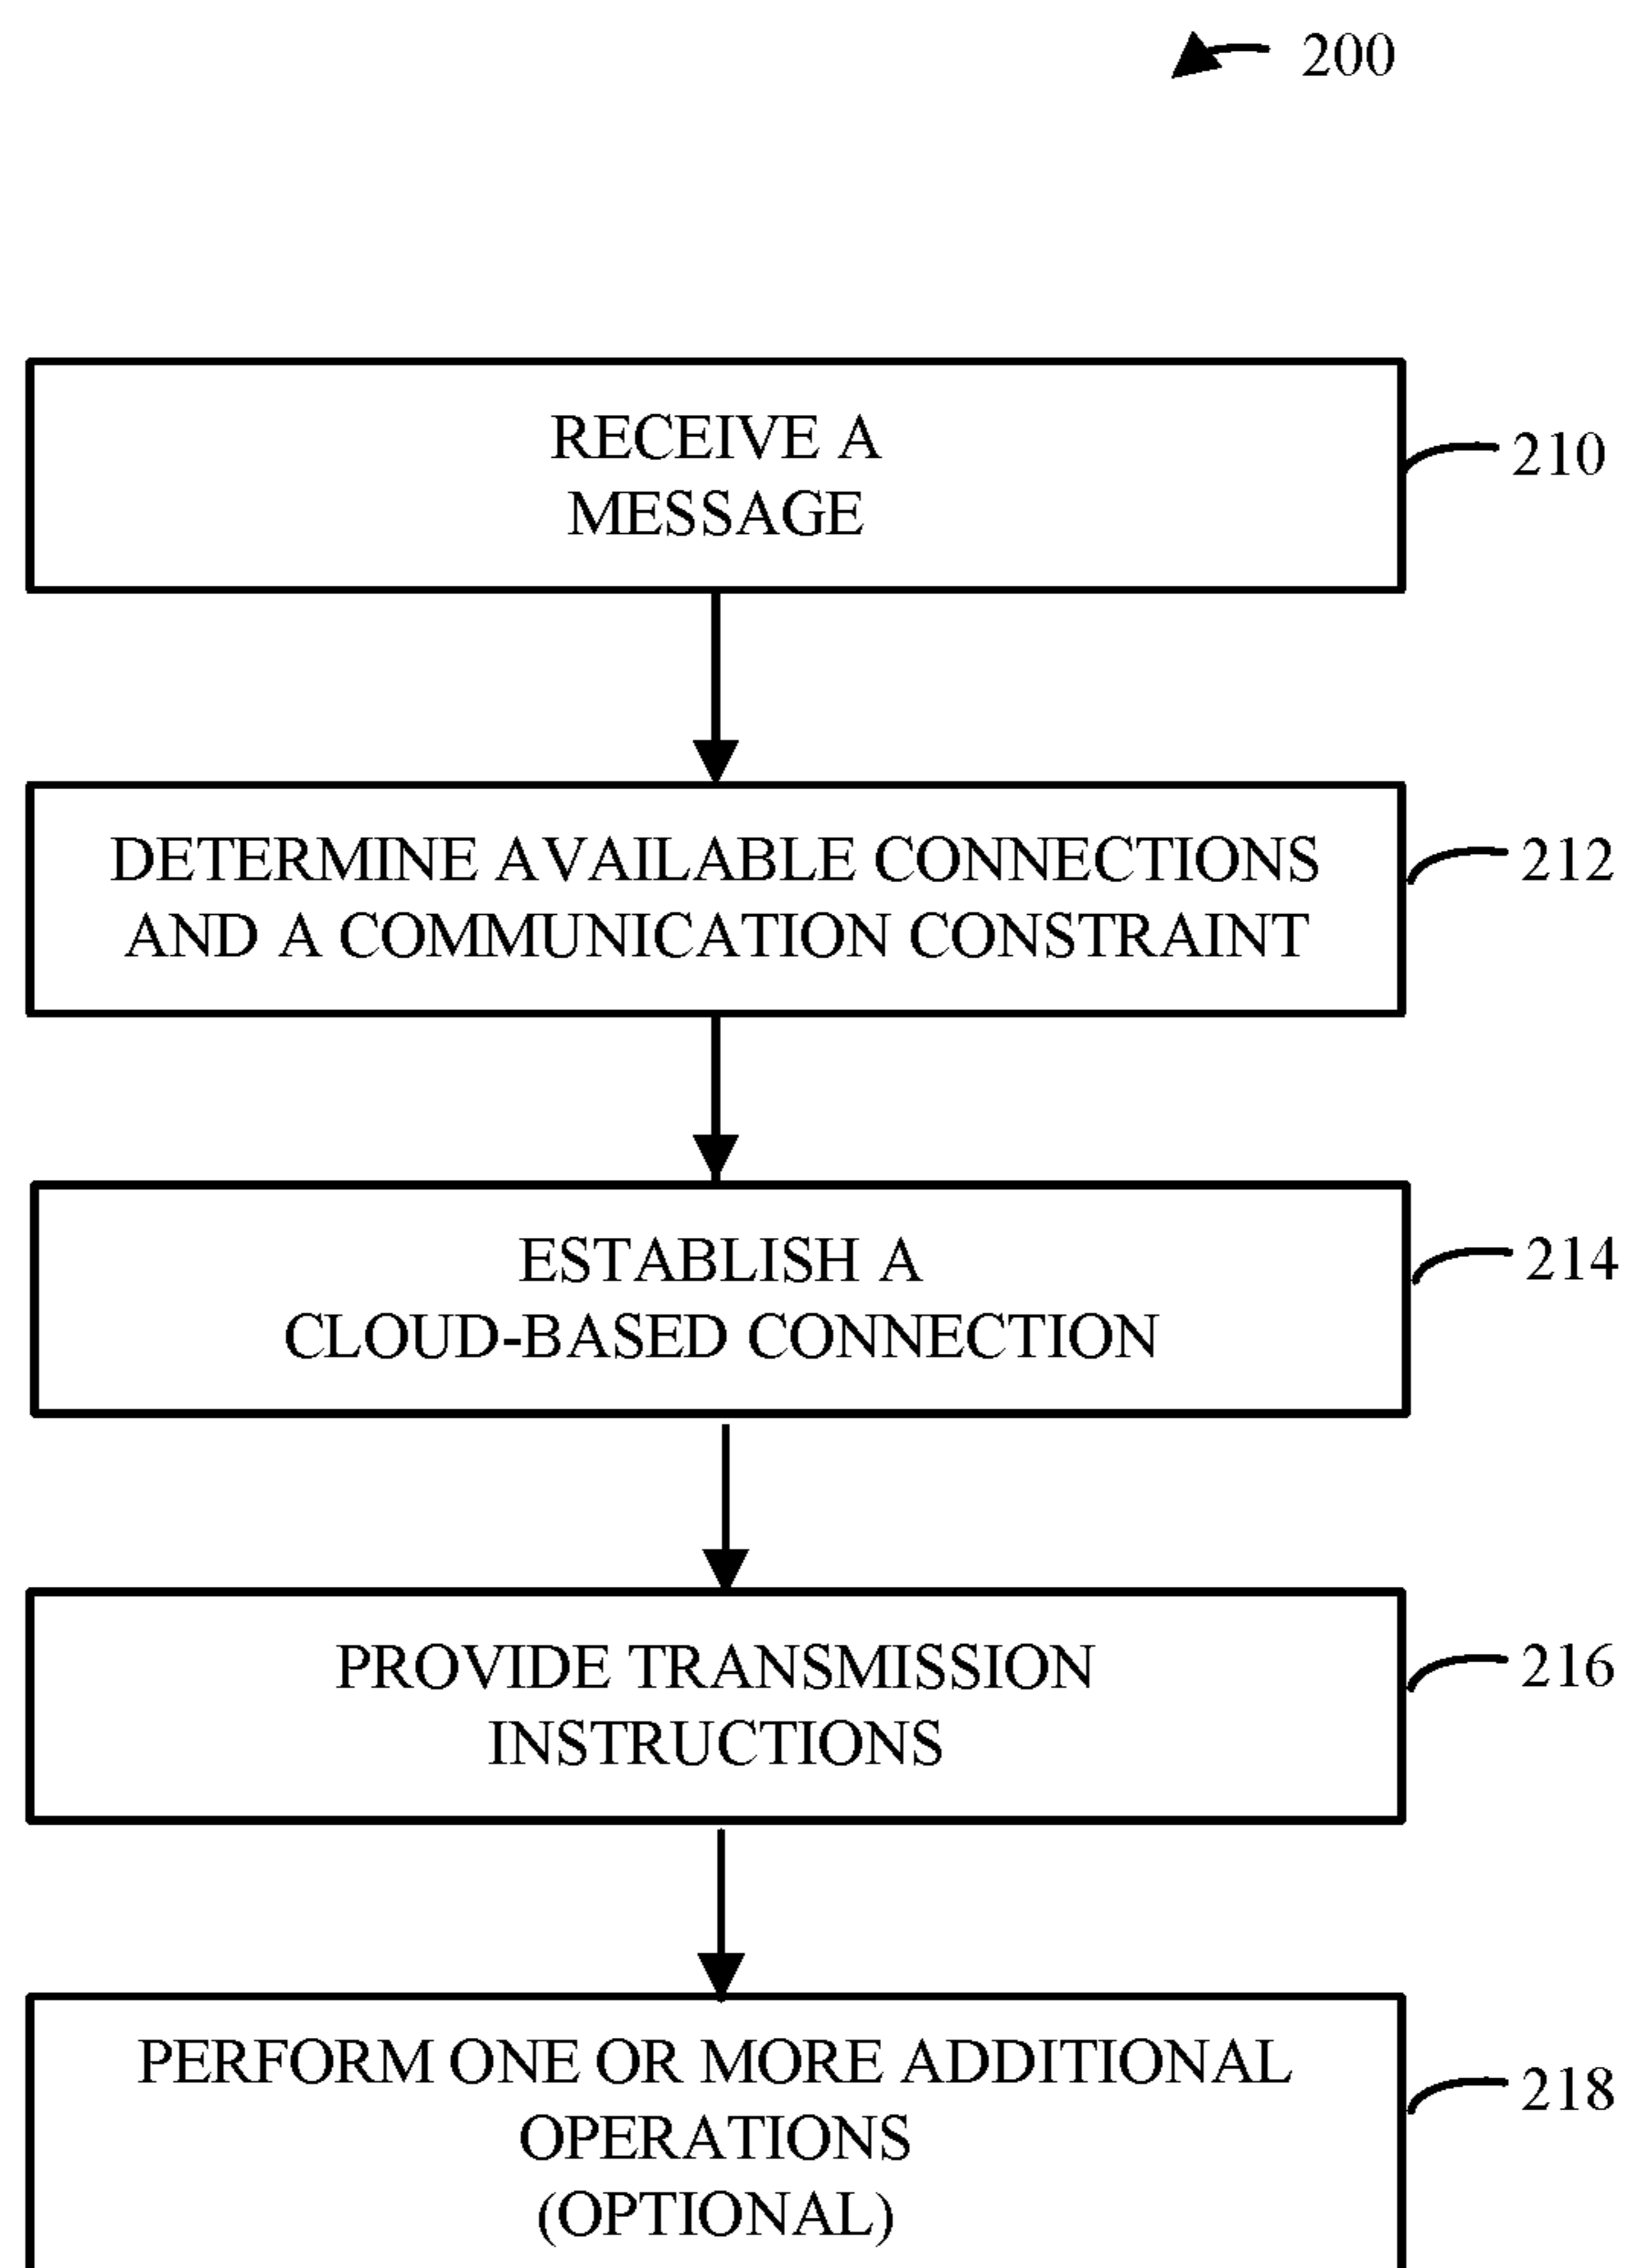 200
RECEIVE A
MESSAGE
210
DETERMINE AVAILABLE CONNECTIONS
AND A COMMUNICATION CONSTRAINT
212
ESTABLISH A
CLOUD-BASED CONNECTION
214
PROVIDE TRANSMISSION
INSTRUCTIONS
216
PERFORM ONE OR MORE ADDITIONAL
OPERATIONS
(OPTIONAL)
218